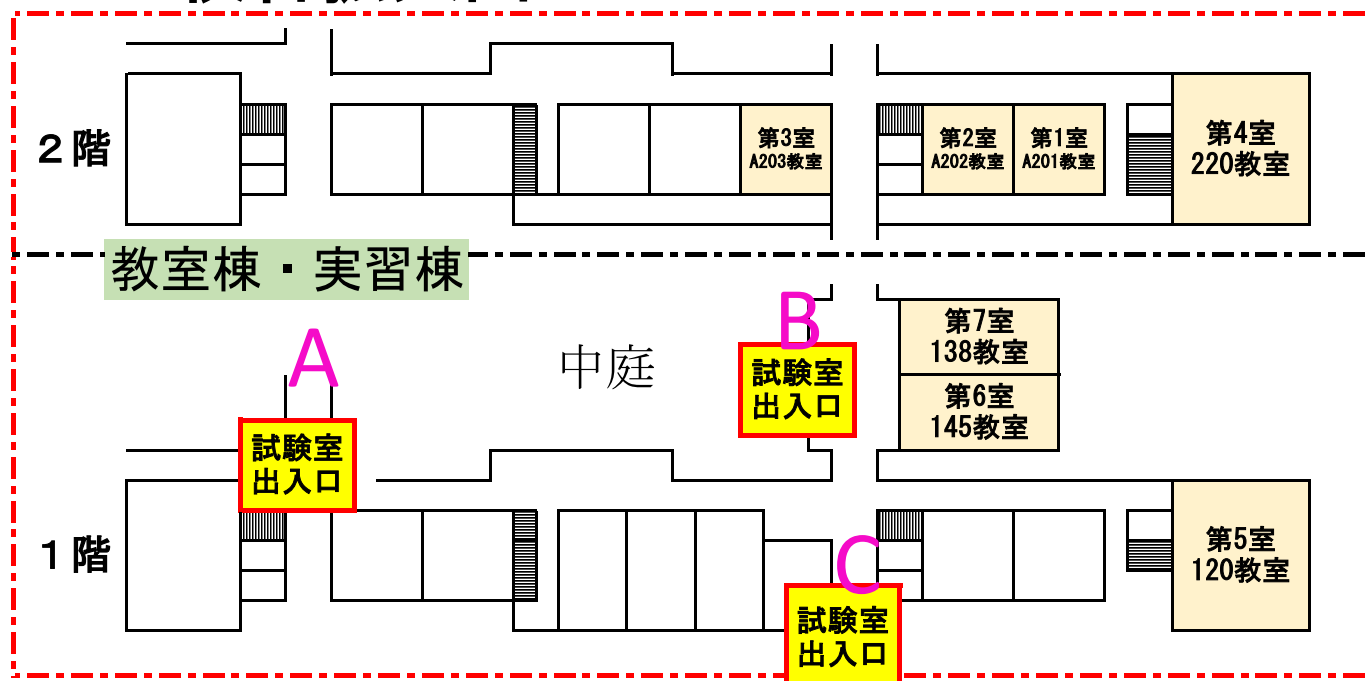 2階
第3室
A203教室
第2室
A202教室
第1室
A201教室
第4室
220教室
教室棟・実習棟
A
試験室
出入口
中庭
B
試験室
出入口
第7室
138教室
第6室
145教室
1階
C
試験室
出入口
第5室
120教室